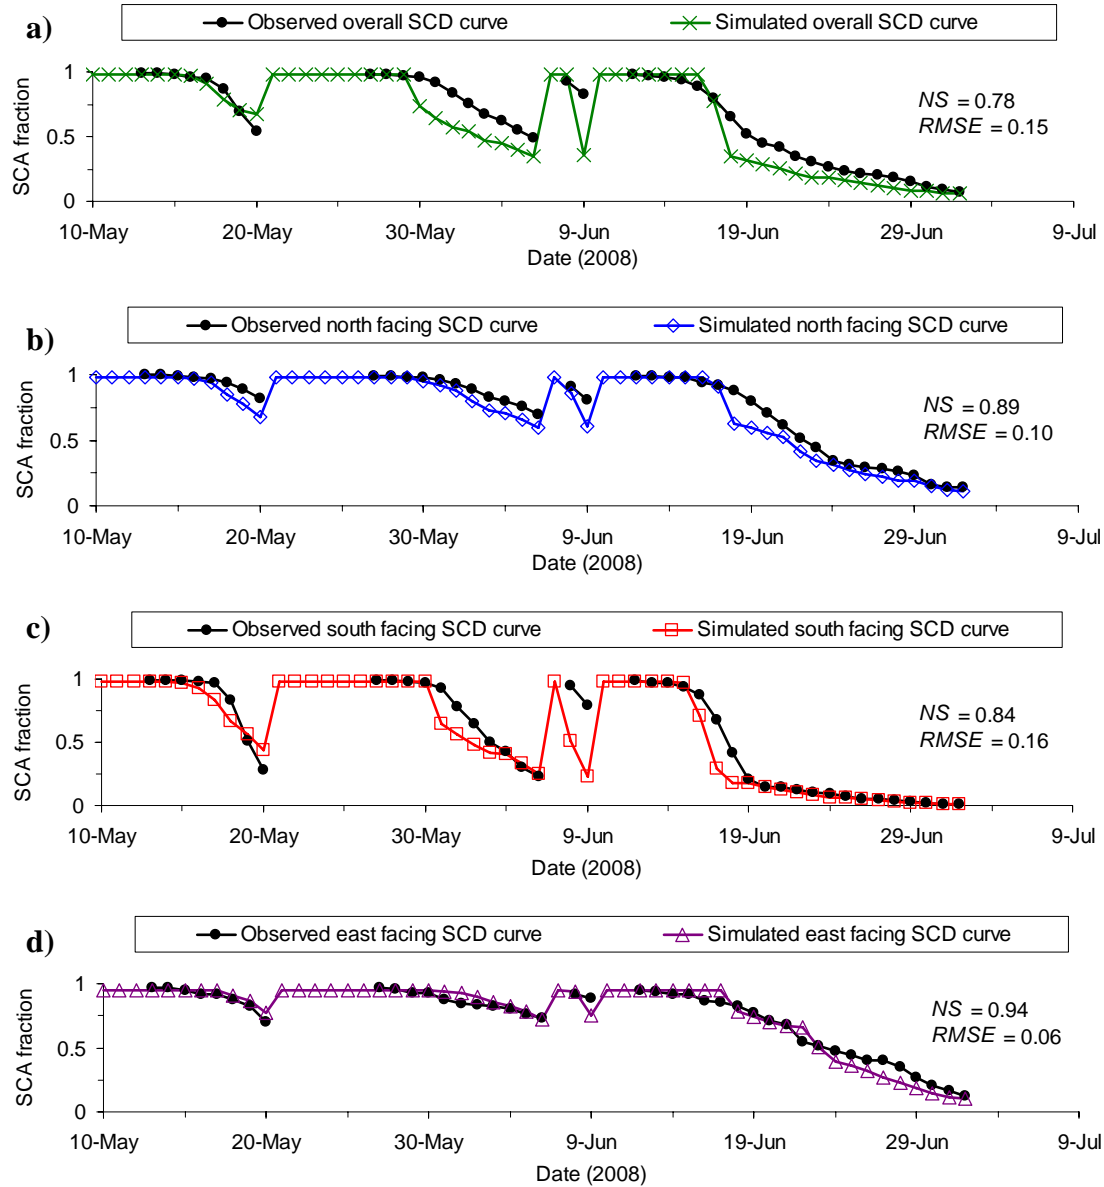 a)
Observed overall SCD curve Simulated overall SCD curve
1
0.5
0
SCA fraction
NS = 0.78
RMSE = 0.15
10-May 20-May 30-May 9-Jun 19-Jun 29-Jun 9-Jul
Date (2008)
b)
Observed north facing SCD curve Simulated north facing SCD curve
1
0.5
0
SCA fraction
NS = 0.89
RMSE = 0.10
10-May 20-May 30-May 9-Jun 19-Jun 29-Jun 9-Jul
Date (2008)
c)
Observed south facing SCD curve Simulated south facing SCD curve
1
0.5
0
SCA fraction
NS = 0.84
RMSE = 0.16
10-May 20-May 30-May 9-Jun 19-Jun 29-Jun 9-Jul
Date (2008)
d)
Observed east facing SCD curve Simulated east facing SCD curve
1
0.5
0
SCA fraction
NS = 0.94
RMSE = 0.06
10-May 20-May 30-May 9-Jun 19-Jun 29-Jun 9-Jul
Date (2008)